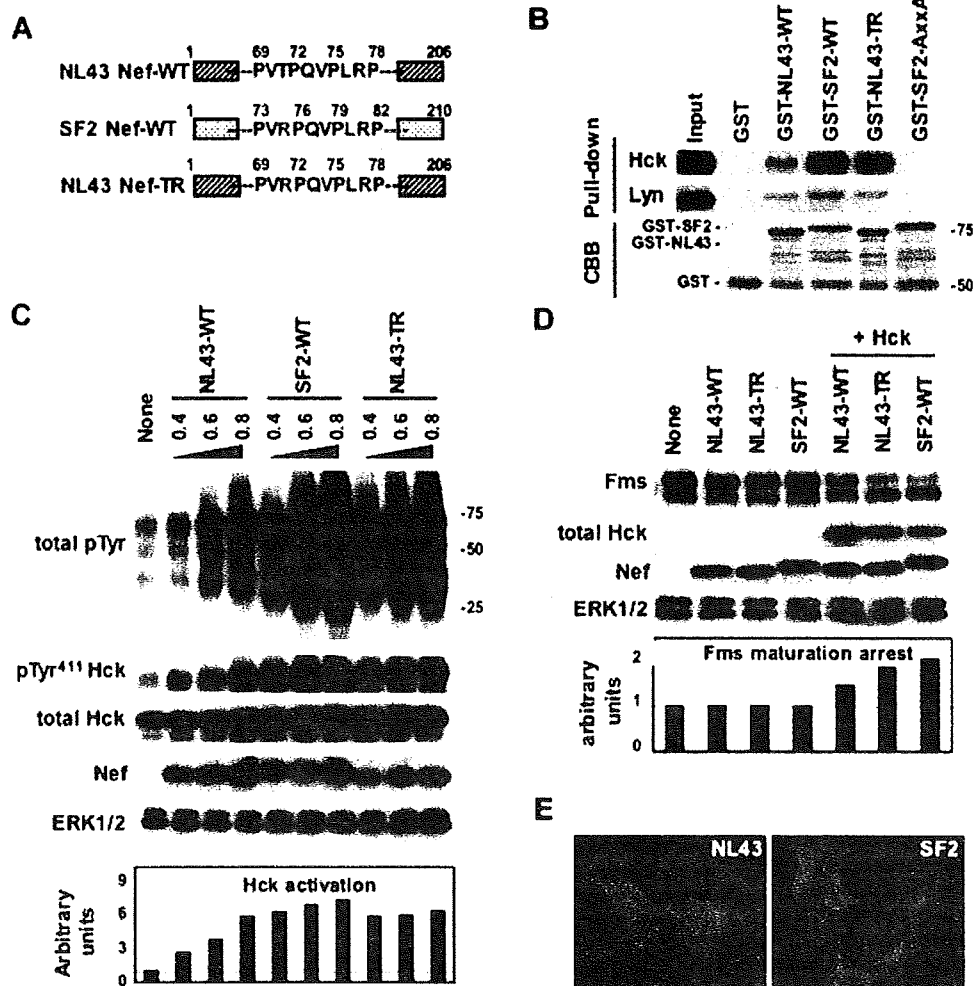 A
1 69 72 75 78 206
NL43 Nef-WT ---PVTPQVPLRP---
1 73 76 79 82 210
SF2 Nef-WT ---PVRPQVPLRP---
1 69 72 75 78 206
NL43 Nef-TR ---PVRPQVPLRP---
B
Input
GST
GST-NL43-WT
GST-SF2-WT
GST-NL43-TR
GST-SF2-AxxA
Pull-down
Hck
Lyn
CBB
GST-SF2-
GST-NL43-
GST-
-75
-50
C
NL43-WT
SF2-WT
NL43-TR
None
0.4 0.6 0.8 0.4 0.6 0.8 0.4 0.6 0.8
total pTyr
-75
-50
-25
pTyr411 Hck
total Hck
Nef
ERK1/2
Hck activation
Arbitrary units
9
6
3
0
D
+ Hck
None
NL43-WT
NL43-TR
SF2-WT
NL43-WT
NL43-TR
SF2-WT
Fms
total Hck
Nef
ERK1/2
Fms maturation arrest
arbitrary units
2
1
0
E
NL43
SF2